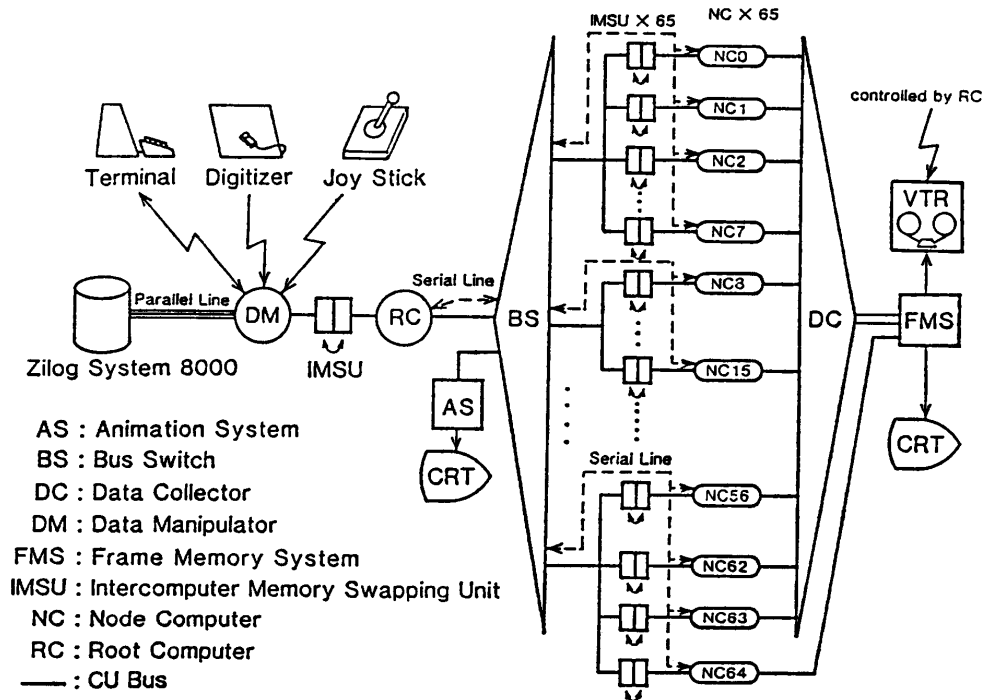 IMSU × 65
NC × 65
NC0
NC1
controlled by RC
NC2
Terminal
Digitizer
Joy Stick
VTR
NC7
Serial Line
NC8
Parallel Line
DM
RC
BS
DC
FMS
Zilog System 8000
IMSU
NC15
AS
CRT
CRT
Serial Line
NC56
NC62
NC63
NC64
AS : Animation System
BS : Bus Switch
DC : Data Collector
DM : Data Manipulator
FMS : Frame Memory System
IMSU : Intercomputer Memory Swapping Unit
NC : Node Computer
RC : Root Computer
: CU Bus